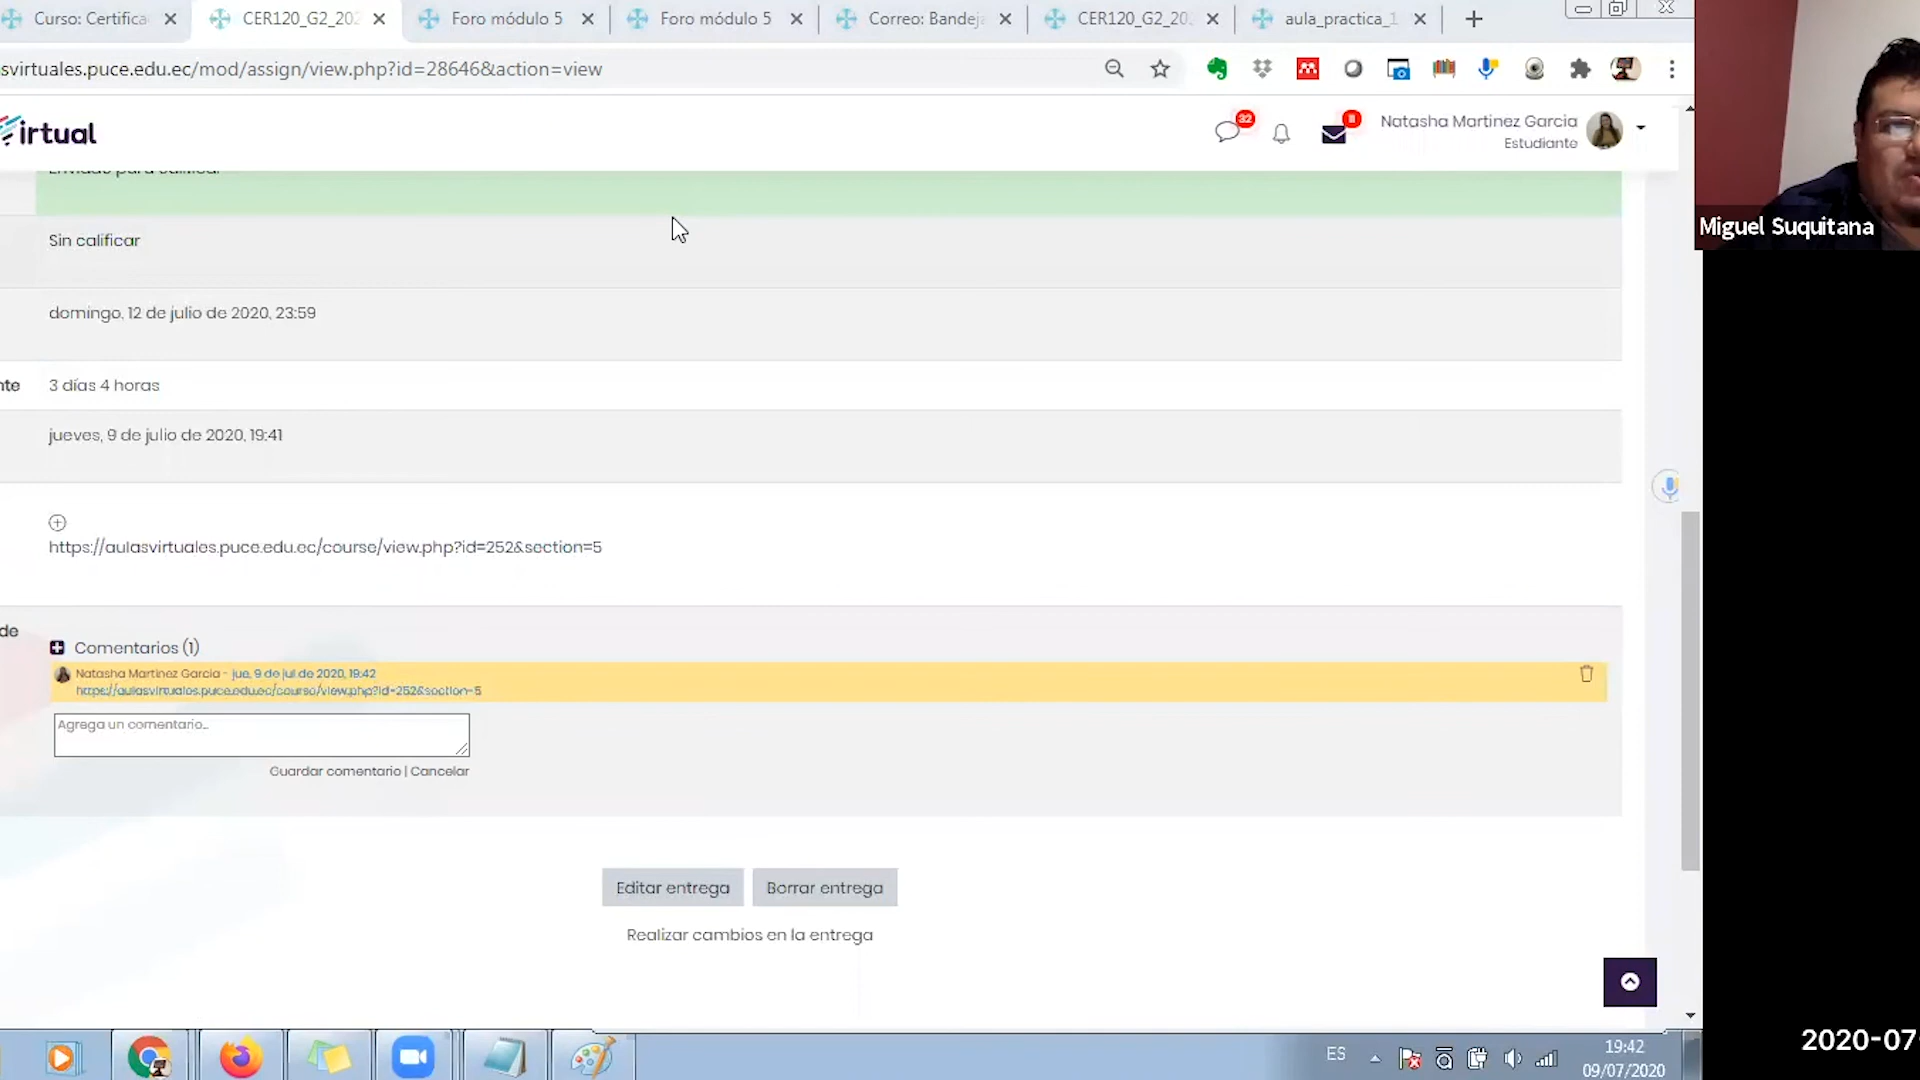 Curso: Certifica
CER120_G2_202
Foro módulo 5
Foro módulo 5
Correo: Bandej
CER120_G2_202
aula_practica_1
svirtuales.puce.edu.ec/mod/assign/view.php?id=28646&action=view
irtual
32
Natasha Martinez Garcia
Estudiante
Miguel Suquitana
Enviado para calificar
Sin calificar
domingo, 12 de julio de 2020, 23:59
nte
3 días 4 horas
jueves, 9 de julio de 2020, 19:41
https://aulasvirtuales.puce.edu.ec/course/view.php?id=252&section=5
de
Comentarios (1)
Natasha Martinez Garcia - jue, 9 de jul de 2020, 19:42
https://aulasvirtuales.puce.edu.ec/course/view.php?id=252&section=5
Agrega un comentario...
Guardar comentario | Cancelar
Editar entrega
Borrar entrega
Realizar cambios en la entrega
ES
19:42
09/07/2020
2020-07-